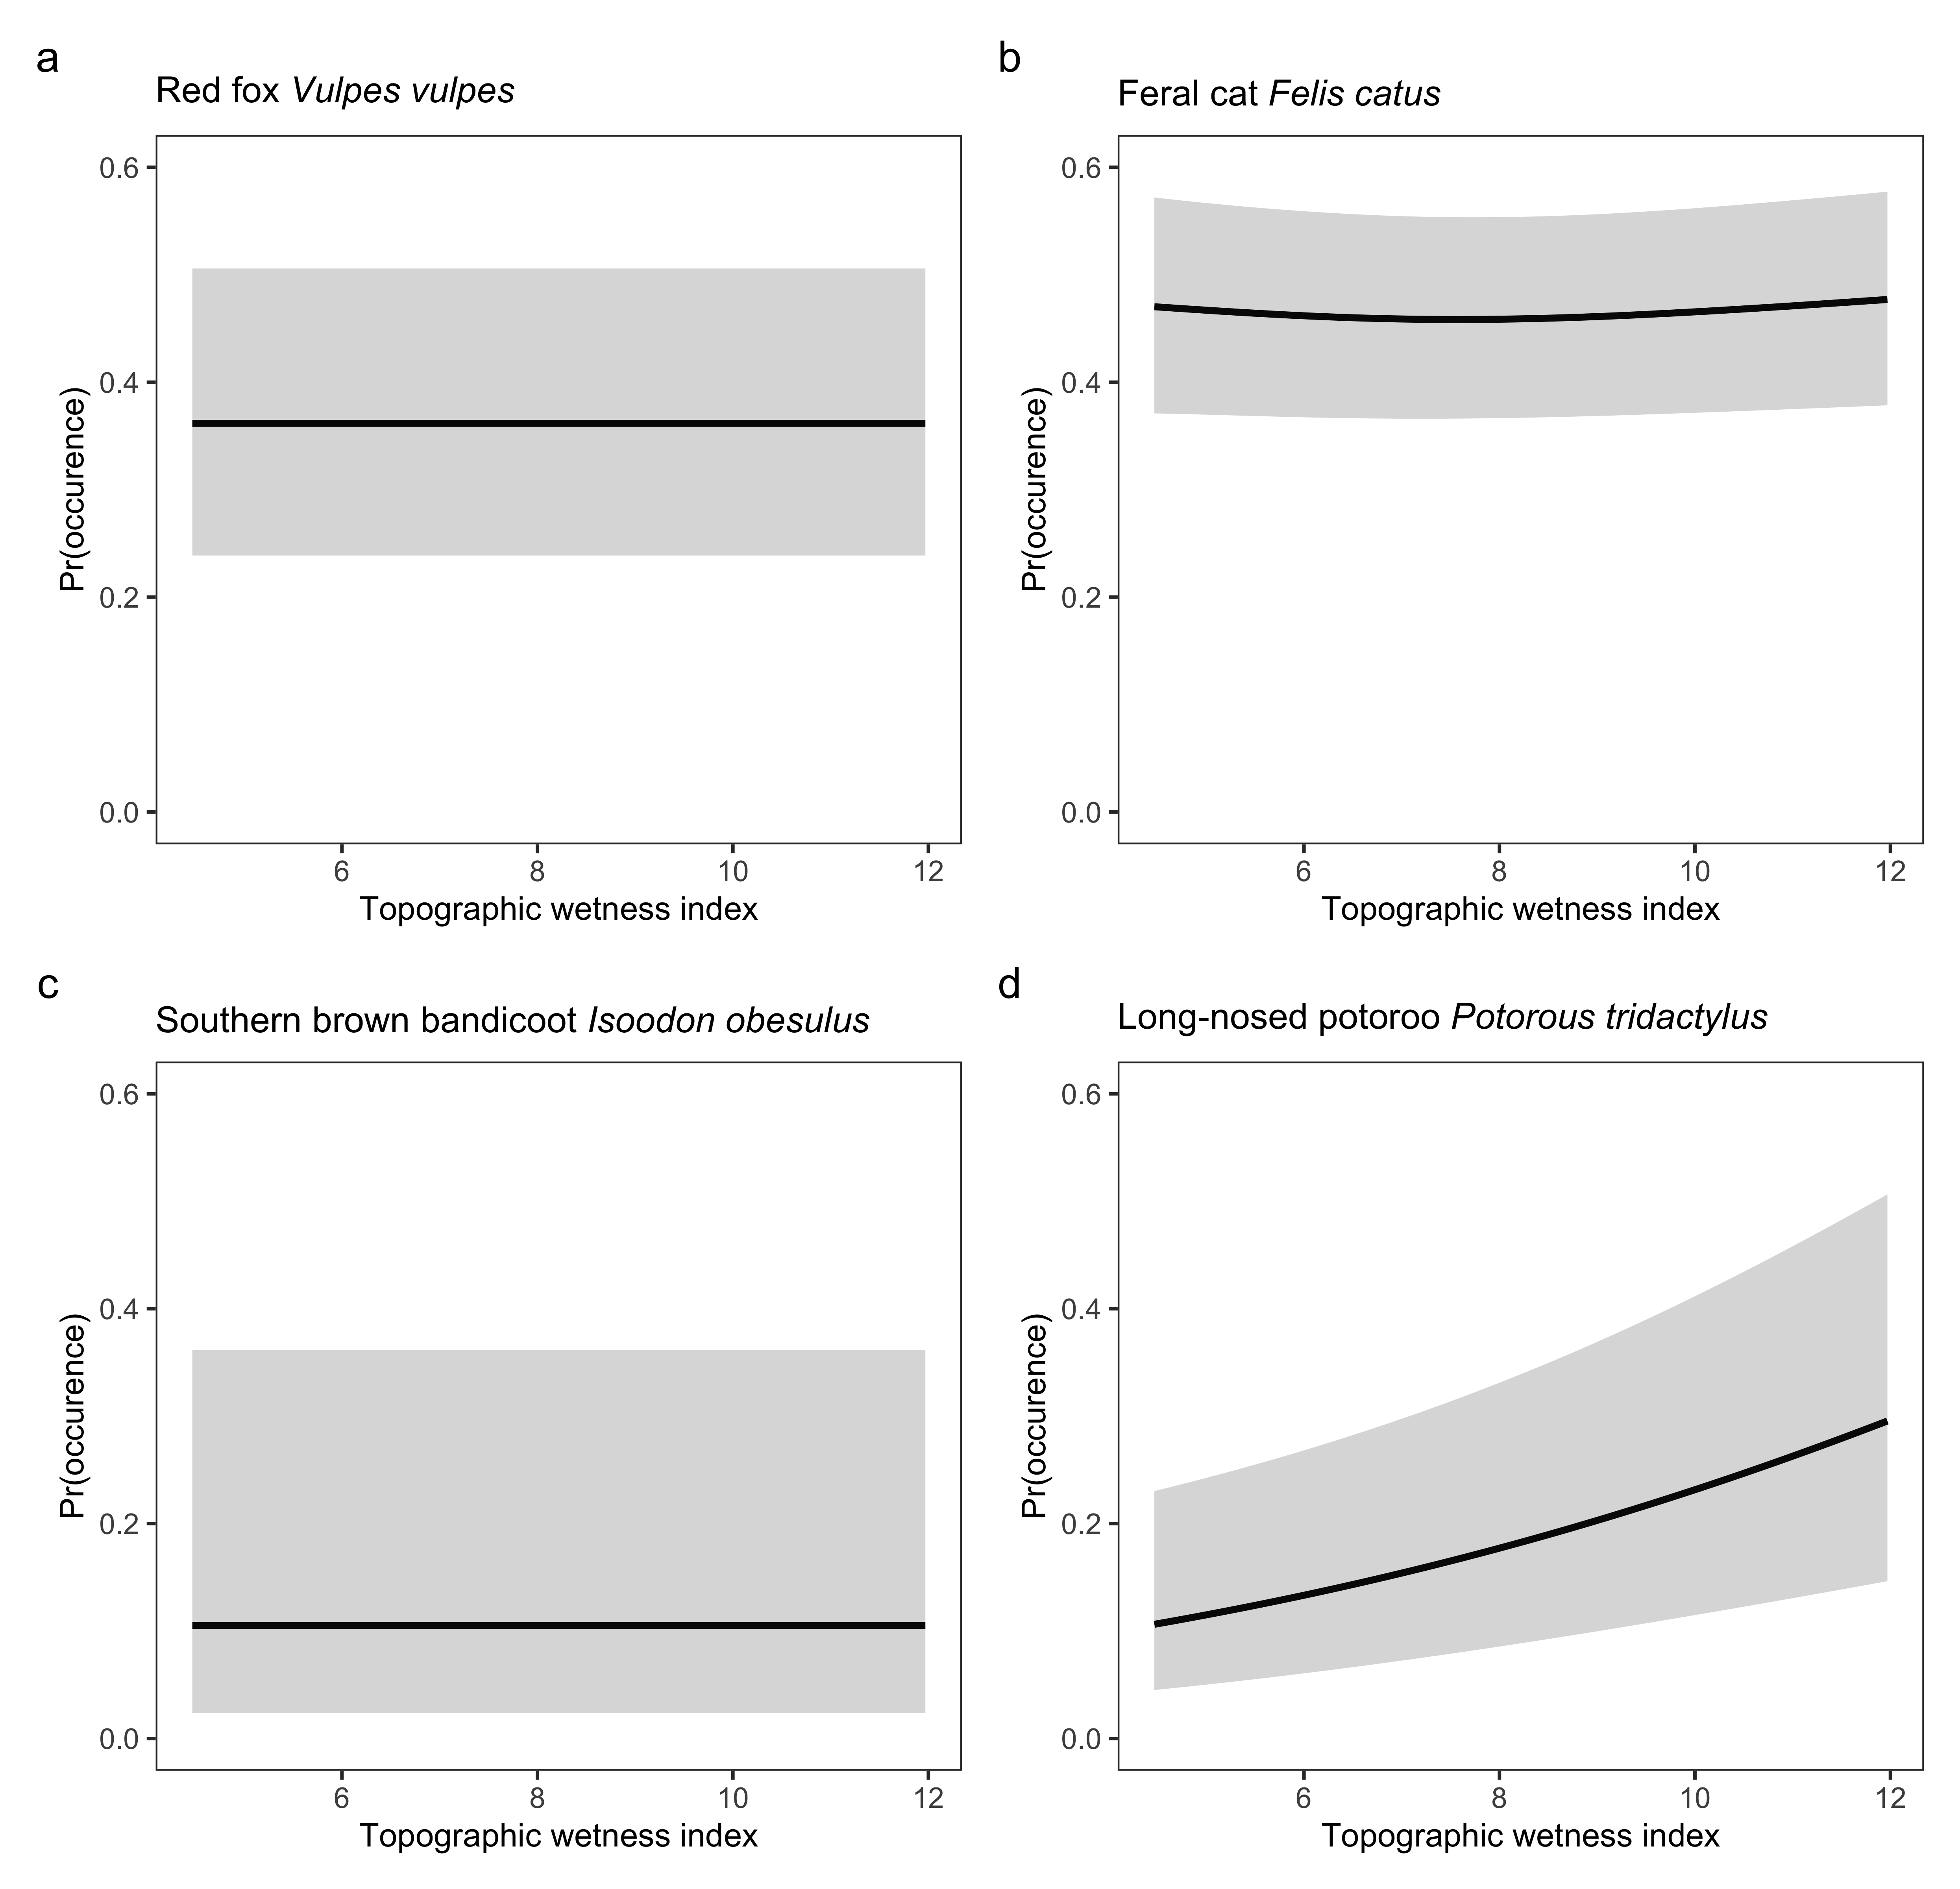 a
Red fox Vulpes vulpes
0.6
0.4
0.2
0.0
Pr(occurence)
6 8 10 12
Topographic wetness index
b
Feral cat Felis catus
0.6
0.4
0.2
0.0
Pr(occurence)
6 8 10 12
Topographic wetness index
c
Southern brown bandicoot Isoodon obesulus
0.6
0.4
0.2
0.0
Pr(occurence)
6 8 10 12
Topographic wetness index
d
Long-nosed potoroo Potorous tridactylus
0.6
0.4
0.2
0.0
Pr(occurence)
6 8 10 12
Topographic wetness index